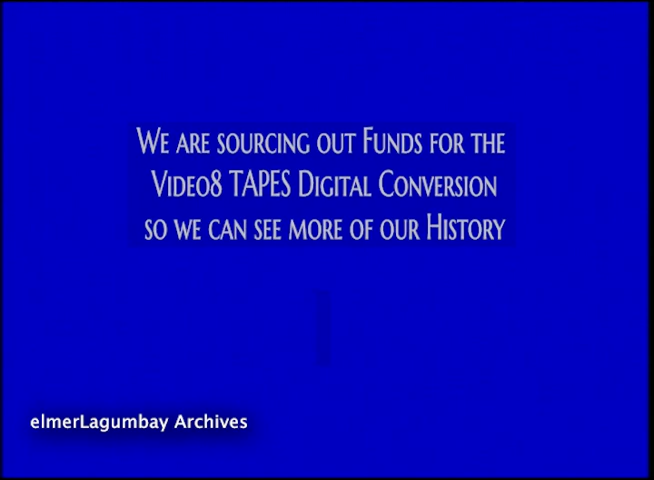 We are sourcing out Funds for the
Video8 TAPES Digital Conversion
so we can see more of our History
elmerLagumbay Archives